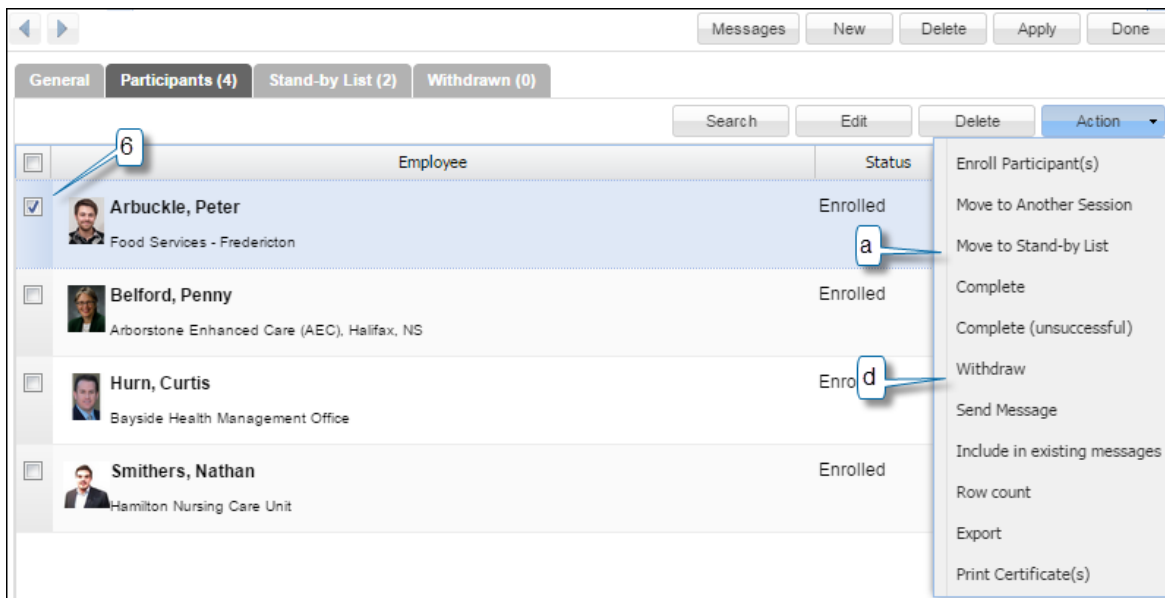 Messages New Delete Apply Done
General Participants (4) Stand-by List (2) Withdrawn (0)
Search Edit Delete Action
6
Employee Status
Arbuckle, Peter Enrolled
Food Services - Fredericton
Belford, Penny Enrolled
Arborstone Enhanced Care (AEC), Halifax, NS
Hurn, Curtis Enro
Bayside Health Management Office
Smithers, Nathan Enrolled
Hamilton Nursing Care Unit
Enroll Participant(s)
Move to Another Session
a
Move to Stand-by List
Complete
Complete (unsuccessful)
d
Withdraw
Send Message
Include in existing messages
Row count
Export
Print Certificate(s)